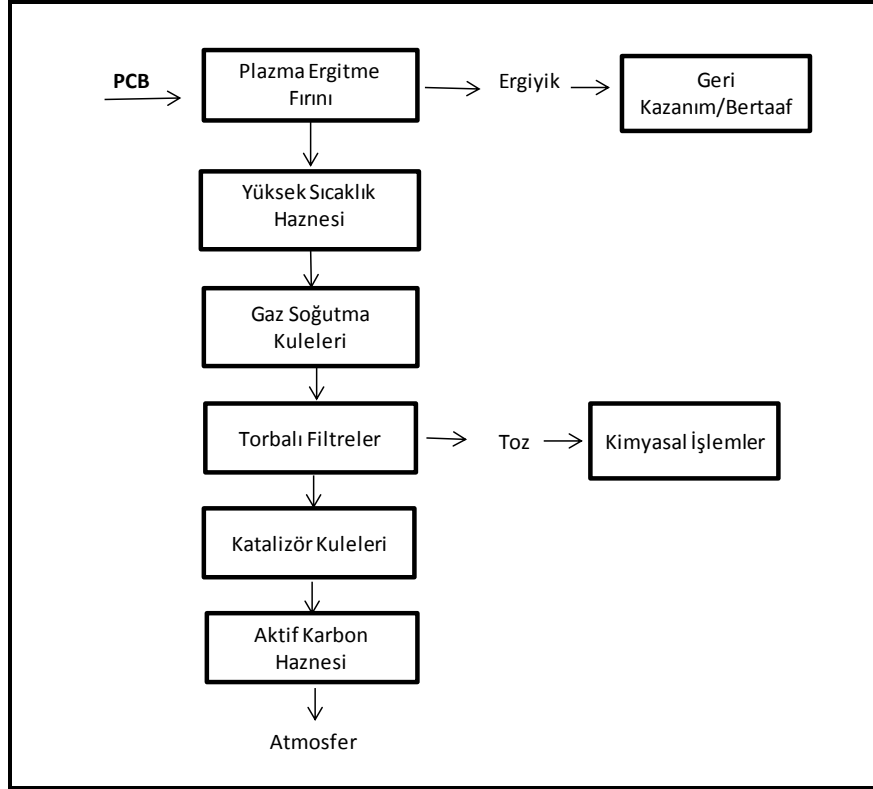 PCB
Plazma Ergitme
Fırını
Ergiyik
Geri
Kazanım/Bertaaf
Yüksek Sıcaklık
Haznesi
Gaz Soğutma
Kuleleri
Torbalı Filtreler
Toz
Kimyasal İşlemler
Katalizör Kuleleri
Aktif Karbon
Haznesi
Atmosfer